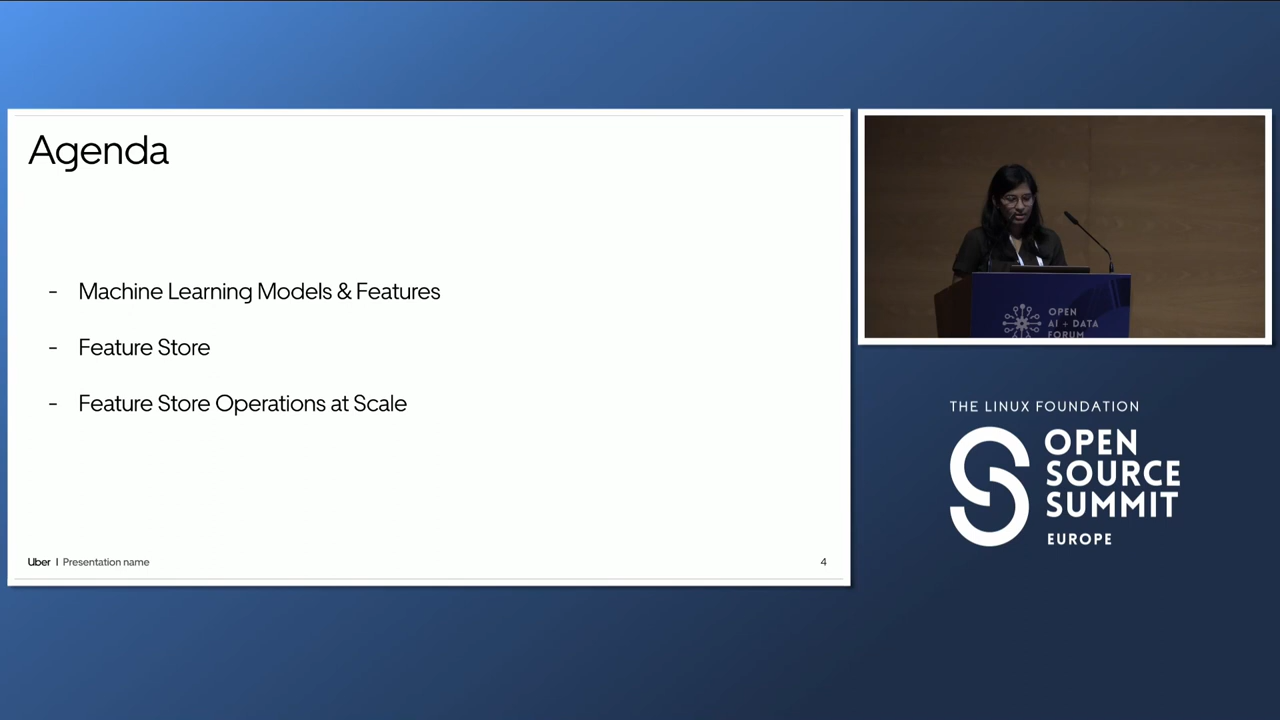 Agenda
- Machine Learning Models & Features
- Feature Store
- Feature Store Operations at Scale
Uber | Presentation name
4
OPEN
AI + DATA
FORUM
THE LINUX FOUNDATION
OPEN
SOURCE
SUMMIT
EUROPE